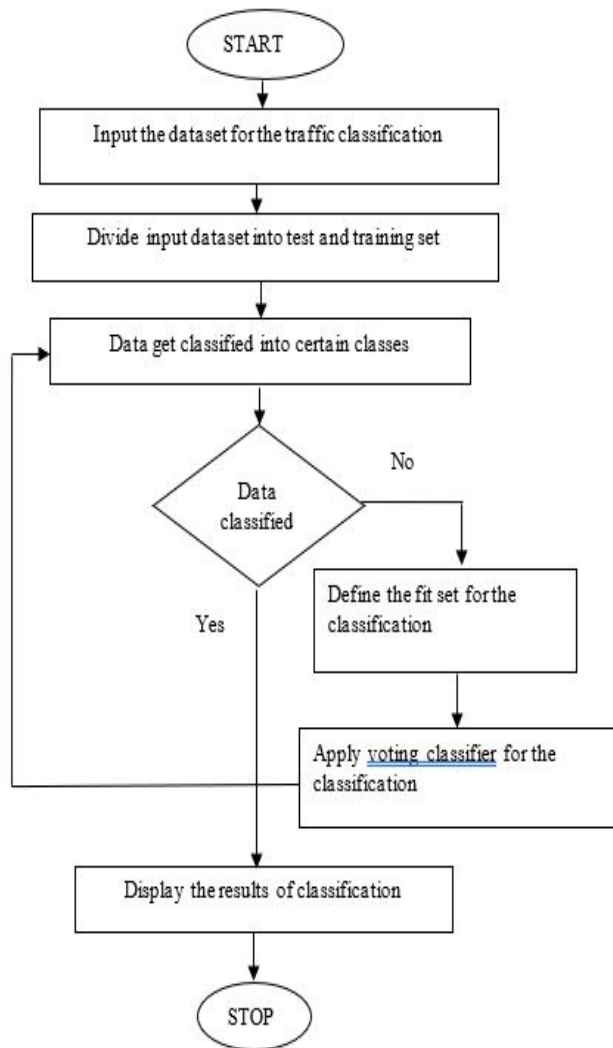 START
Input the dataset for the traffic classification
Divide input dataset into test and training set
Data get classified into certain classes
Data
classified
No
Define the fit set for the
classification
Yes
Apply voting classifier for the
classification
Display the results of classification
STOP